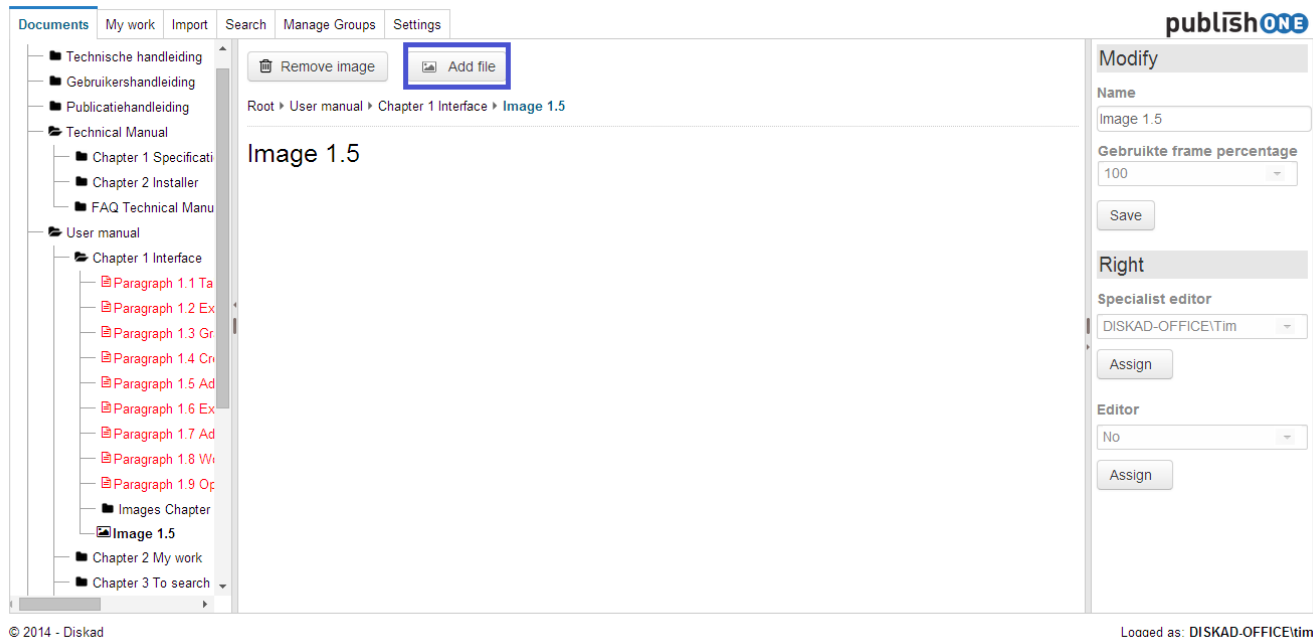 Documents My work Import Search Manage Groups Settings
publishONE
Technische handleiding
Gebruikershandleiding
Publicatiehandleiding
Technical Manual
Chapter 1 Specificati
Chapter 2 Installer
FAQ Technical Manu
User manual
Chapter 1 Interface
Paragraph 1.1 Ta
Paragraph 1.2 Ex
Paragraph 1.3 Gr
Paragraph 1.4 Cre
Paragraph 1.5 Ad
Paragraph 1.6 Ex
Paragraph 1.7 Ad
Paragraph 1.8 Wo
Paragraph 1.9 Op
Images Chapter
Image 1.5
Chapter 2 My work
Chapter 3 To search
Remove image Add file
Root User manual Chapter 1 Interface Image 1.5
Image 1.5
Modify
Name
Image 1.5
Gebruikte frame percentage
100
Save
Right
Specialist editor
DISKAD-OFFICE\Tim
Assign
Editor
No
Assign
© 2014 - Diskad
Logged as: DISKAD-OFFICE\tim